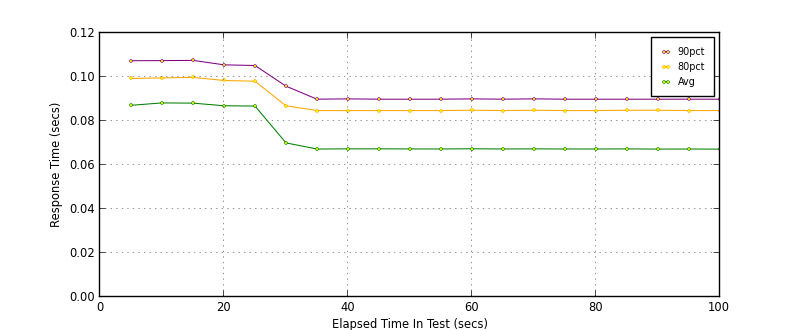 0.12
0.10
0.08
0.06
0.04
0.02
0.00
Response Time (secs)
90pct
80pct
Avg
0 20 40 60 80 100
Elapsed Time In Test (secs)